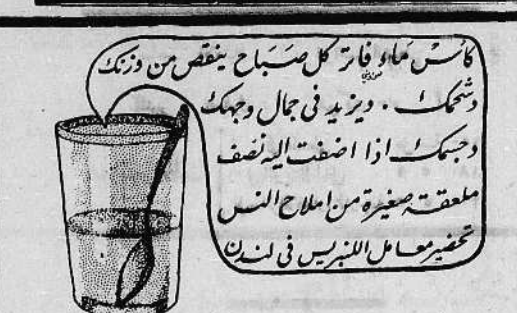 كأس ماء فاتر كل صَبَاح ينقص من وزنك
وشحمك . ويزيد في جمال وجهك
وجسمك اذا اضفت اليه نصف
ملعقة صغيرة من املاح النس
تحضير معامل اللنبريس في لندن